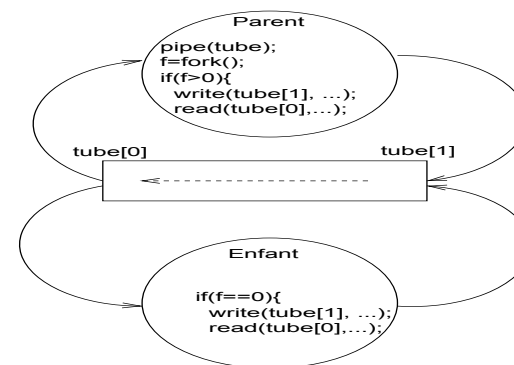 Parent
pipe(tube);
f=fork();
if(f>0){
write(tube[1], ...);
read(tube[0],...);
tube[0]
tube[1]
Enfant
if(f==0){
write(tube[1], ...);
read(tube[0],...);